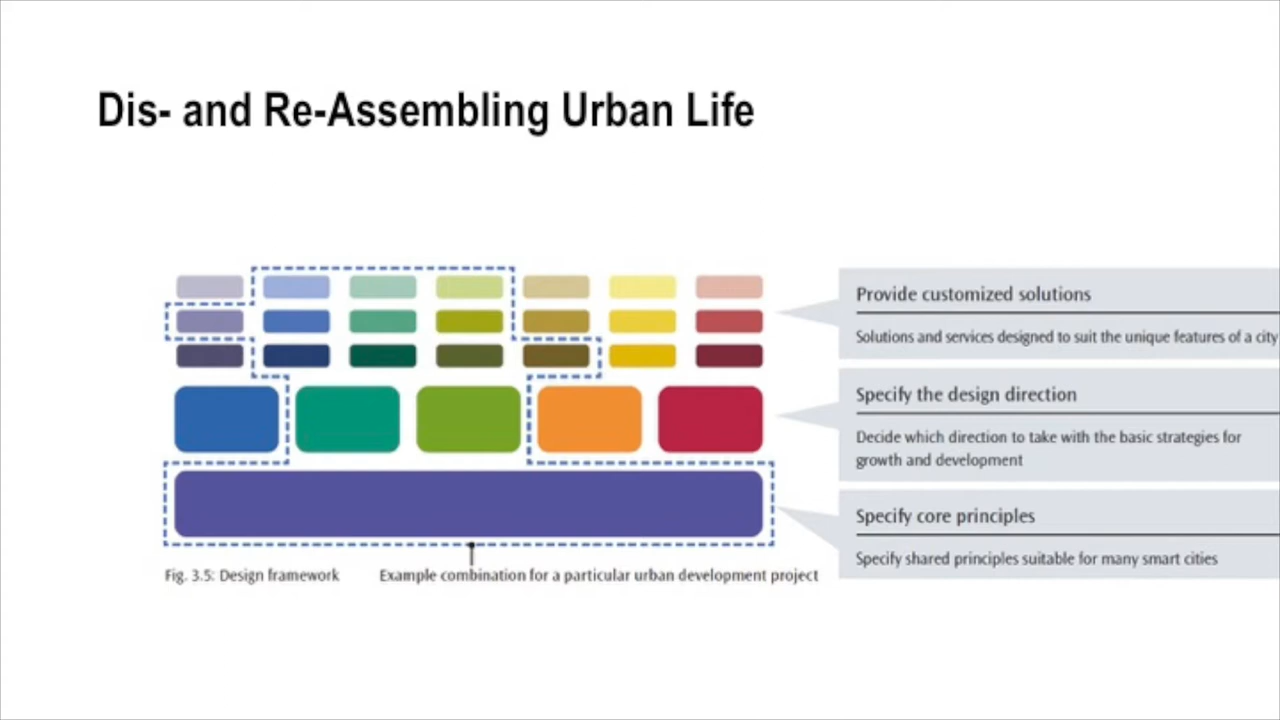 Dis- and Re-Assembling Urban Life
Provide customized solutions
Solutions and services designed to suit the unique features of a city
Specify the design direction
Decide which direction to take with the basic strategies for
growth and development
Specify core principles
Specify shared principles suitable for many smart cities
Fig. 3.5: Design framework
Example combination for a particular urban development project